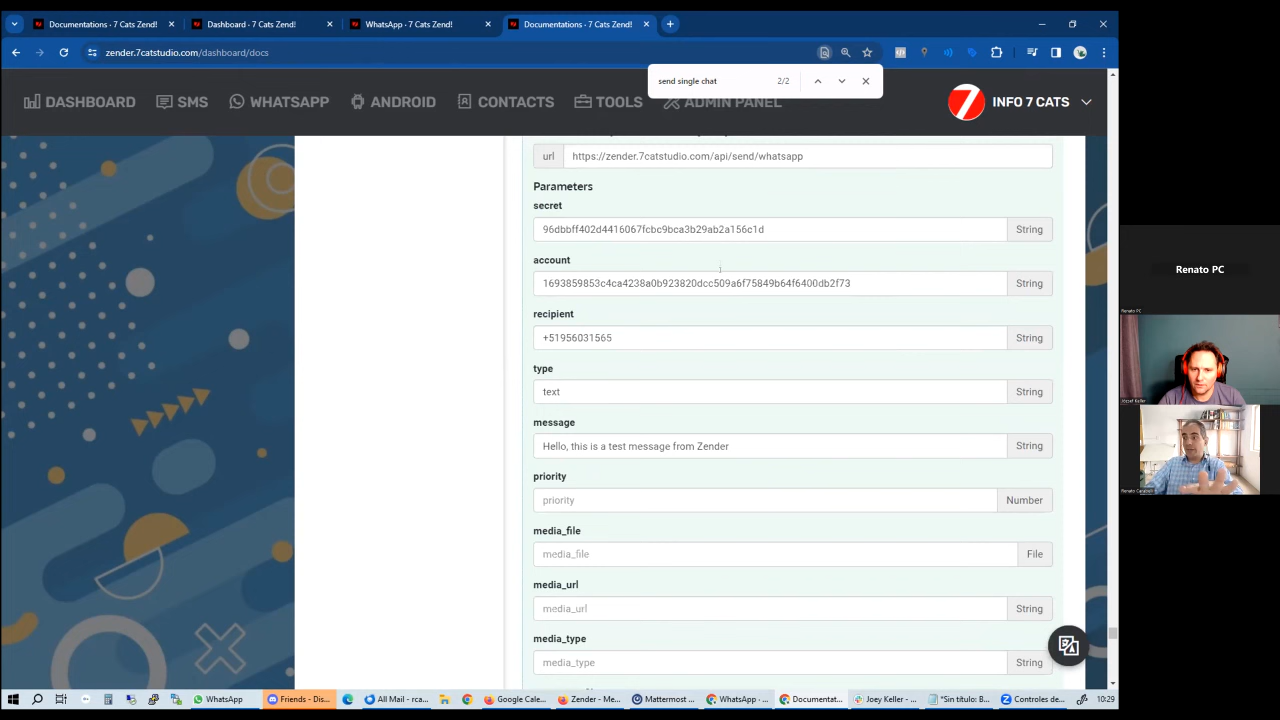 Documentations · 7 Cats Zend!
Dashboard · 7 Cats Zend!
WhatsApp · 7 Cats Zend!
Documentations · 7 Cats Zend!
zender.7catstudio.com/dashboard/docs
send single chat
2/2
DASHBOARD
SMS
WHATSAPP
ANDROID
CONTACTS
TOOLS
ADMIN PANEL
7
INFO 7 CATS
url
https://zender.7catstudio.com/api/send/whatsapp
Parameters
secret
96dbbff402d4416067fcbc9bca3b29ab2a156c1d
String
account
1693859853c4ca4238a0b923820dcc509a6f75849b64f6400db2f73
String
recipient
+51956031565
String
type
text
String
message
Hello, this is a test message from Zender
String
priority
priority
Number
media_file
media_file
File
media_url
media_url
String
media_type
media_type
String
Renato PC
Renato PC
József Keller
WhatsApp
Friends - Dis...
All Mail - rca...
Google Cale...
Zender - Me...
Mattermost ...
WhatsApp - ...
Documentat...
Joey Keller - ...
*Sin título: B...
Controles de...
10:29